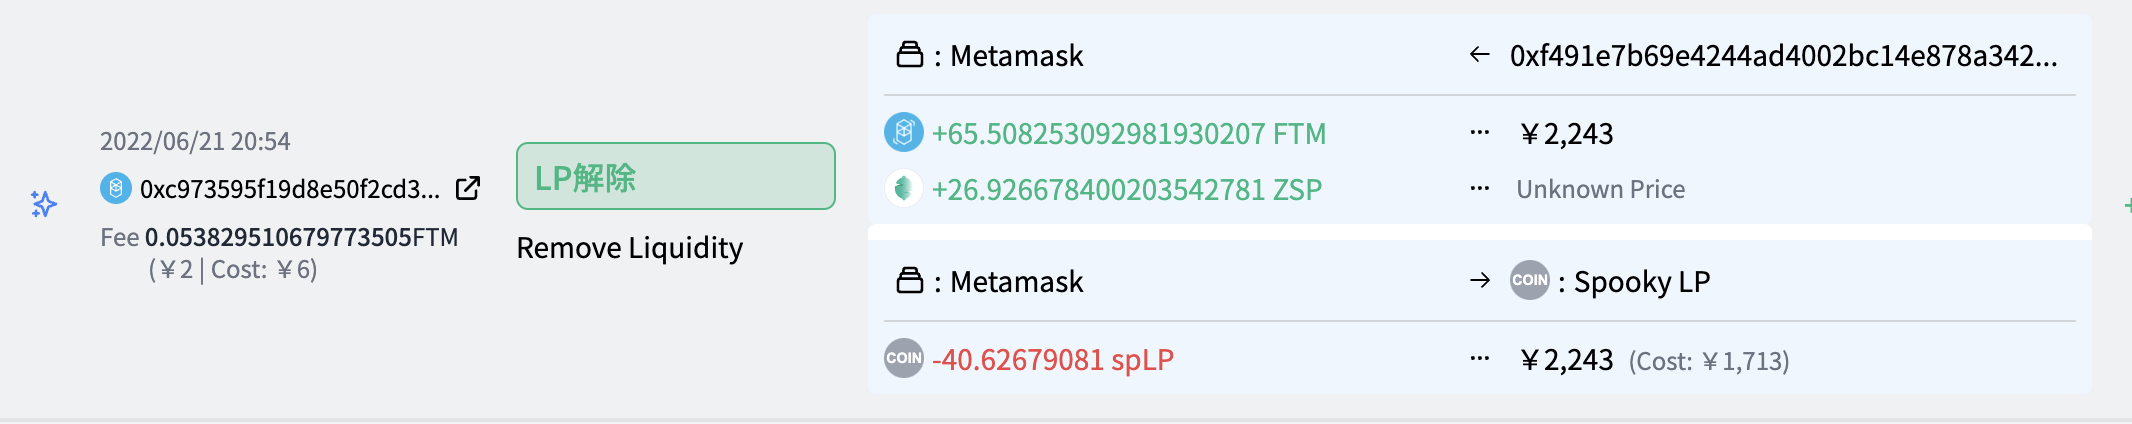 2022/06/21 20:54
0xc973595f19d8e50f2cd3...
Fee 0.053829510679773505FTM
(¥2 | Cost: ¥6)
LP解除
Remove Liquidity
: Metamask ← 0xf491e7b69e4244ad4002bc14e878a342...
+65.508253092981930207 FTM ... ¥2,243
+26.926678400203542781 ZSP ... Unknown Price
: Metamask → COIN : Spooky LP
COIN -40.62679081 spLP ... ¥2,243 (Cost: ¥1,713)